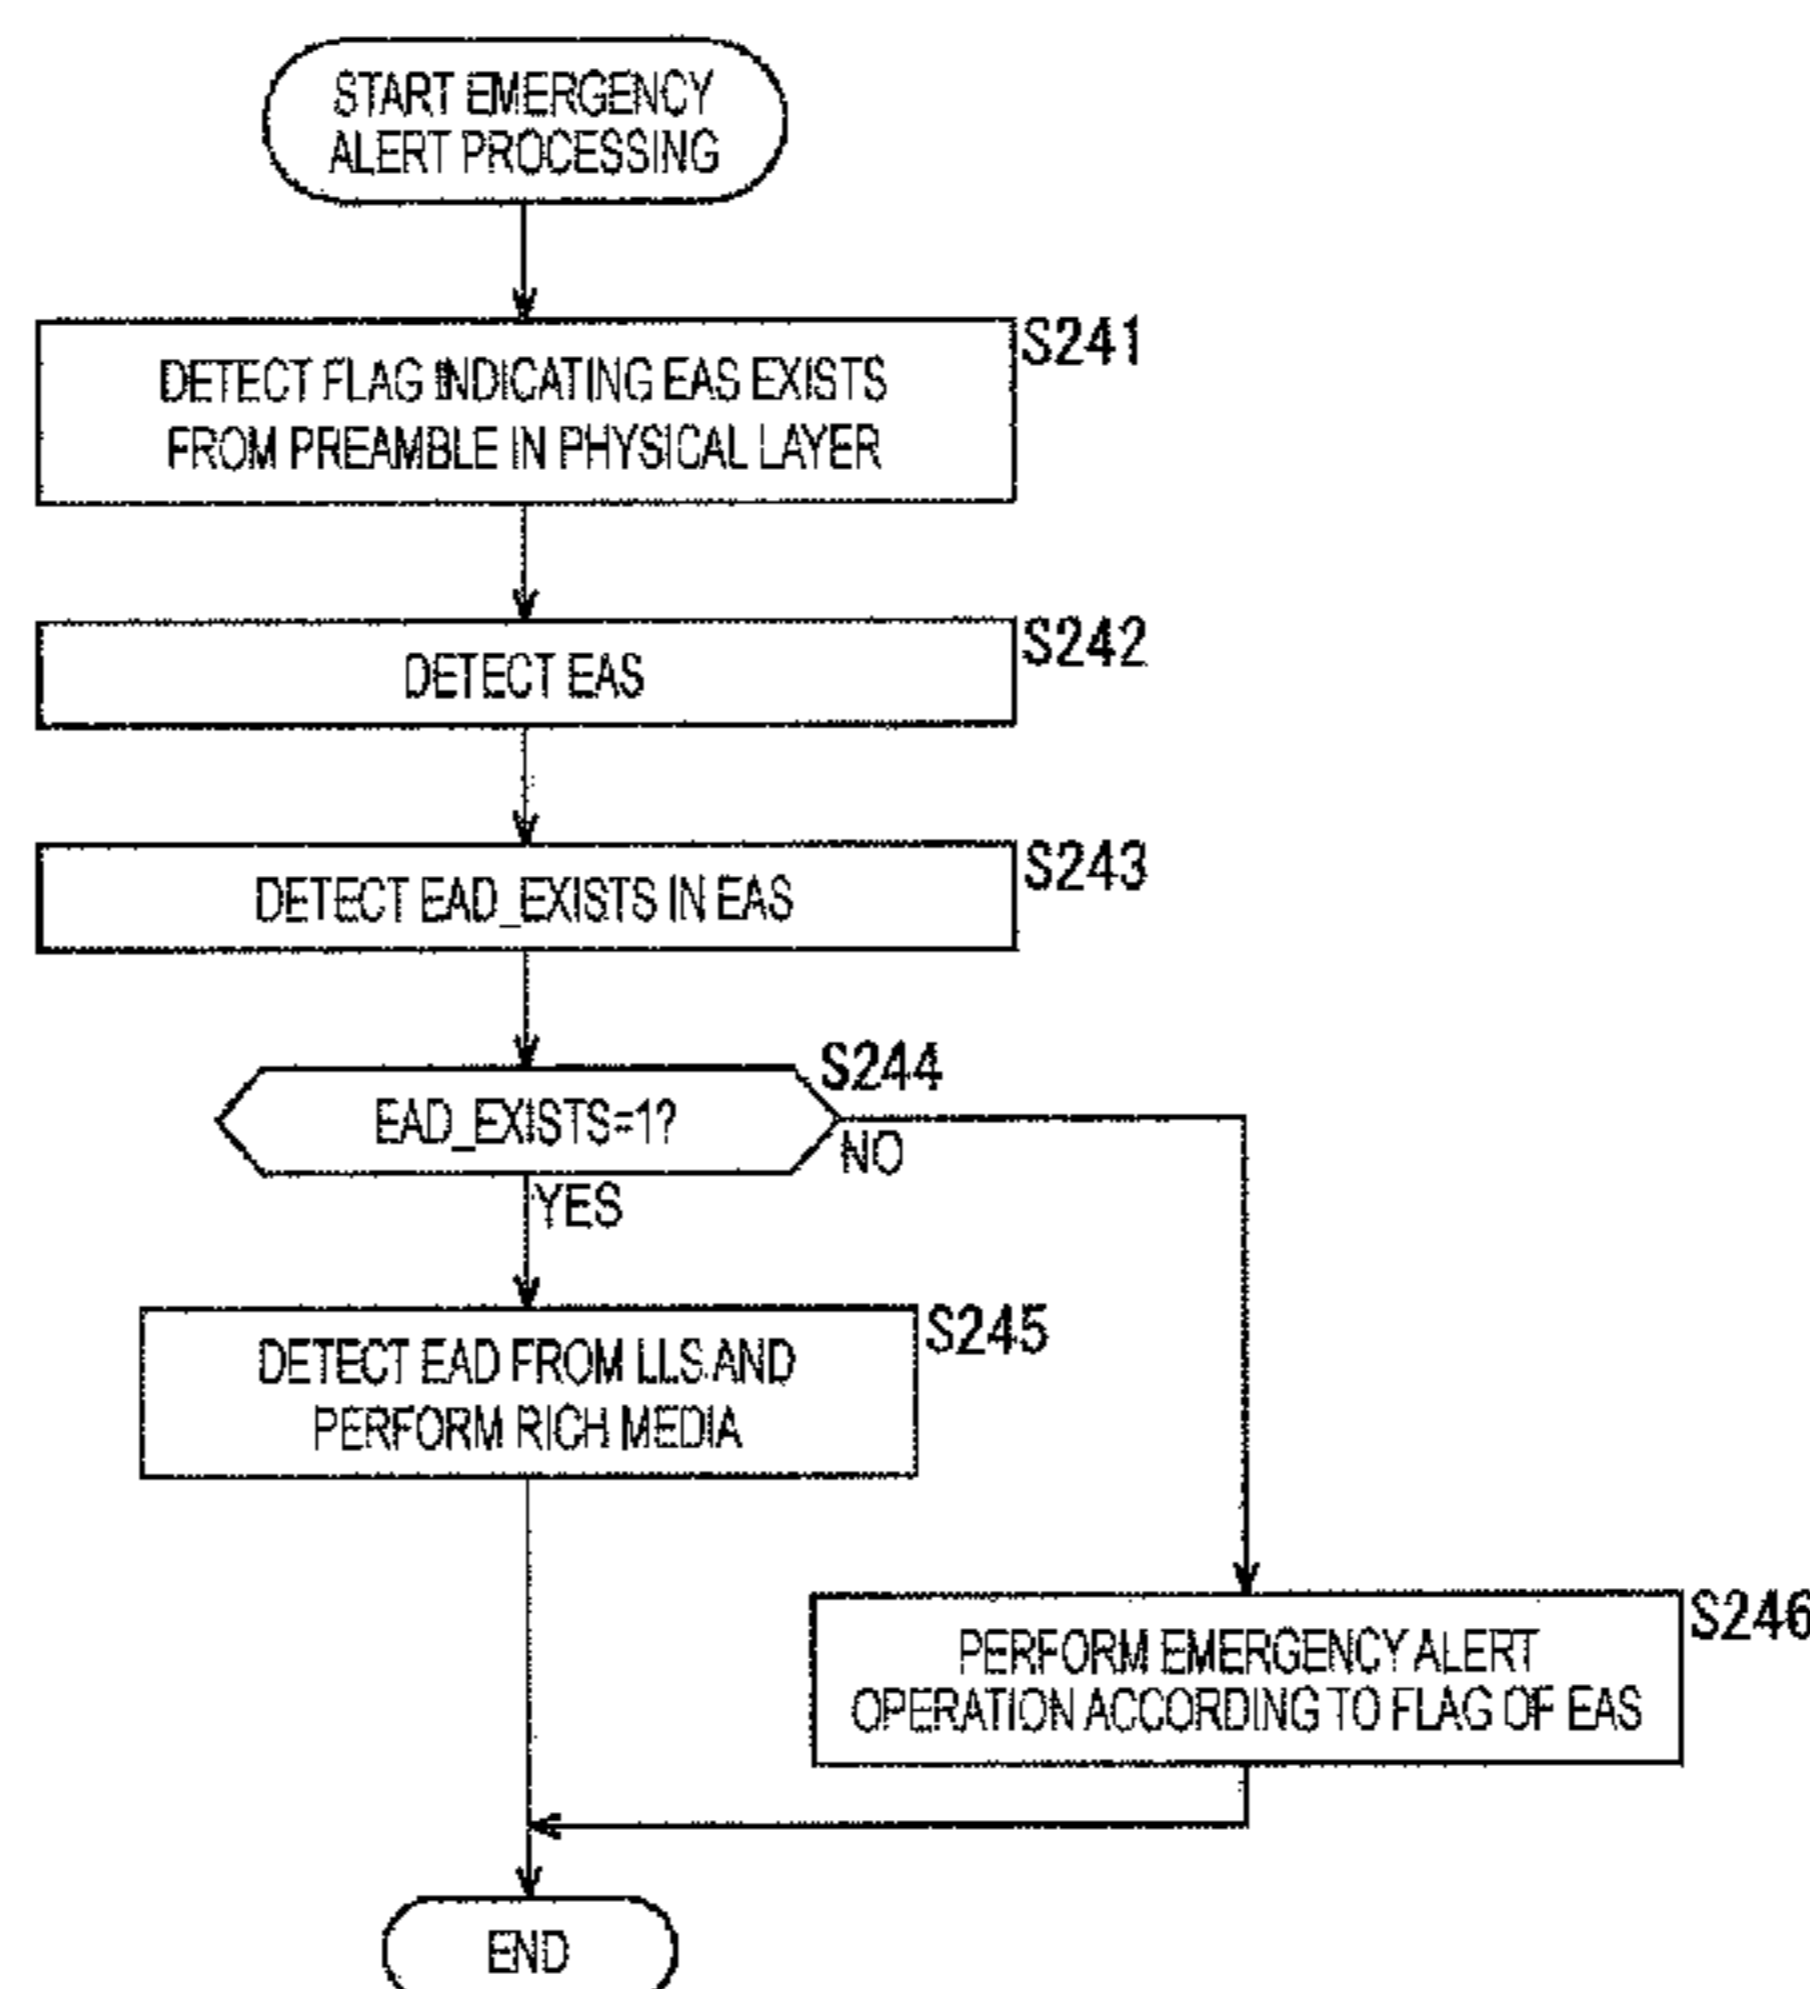 START EMERGENCY
ALERT PROCESSING
S241
DETECT FLAG INDICATING EAS EXISTS
FROM PREAMBLE IN PHYSICAL LAYER
S242
DETECT EAS
S243
DETECT EAD_EXISTS IN EAS
S244
EAD_EXISTS=1?
NO
YES
S245
DETECT EAD FROM LLS AND
PERFORM RICH MEDIA
S246
PERFORM EMERGENCY ALERT
OPERATION ACCORDING TO FLAG OF EAS
END